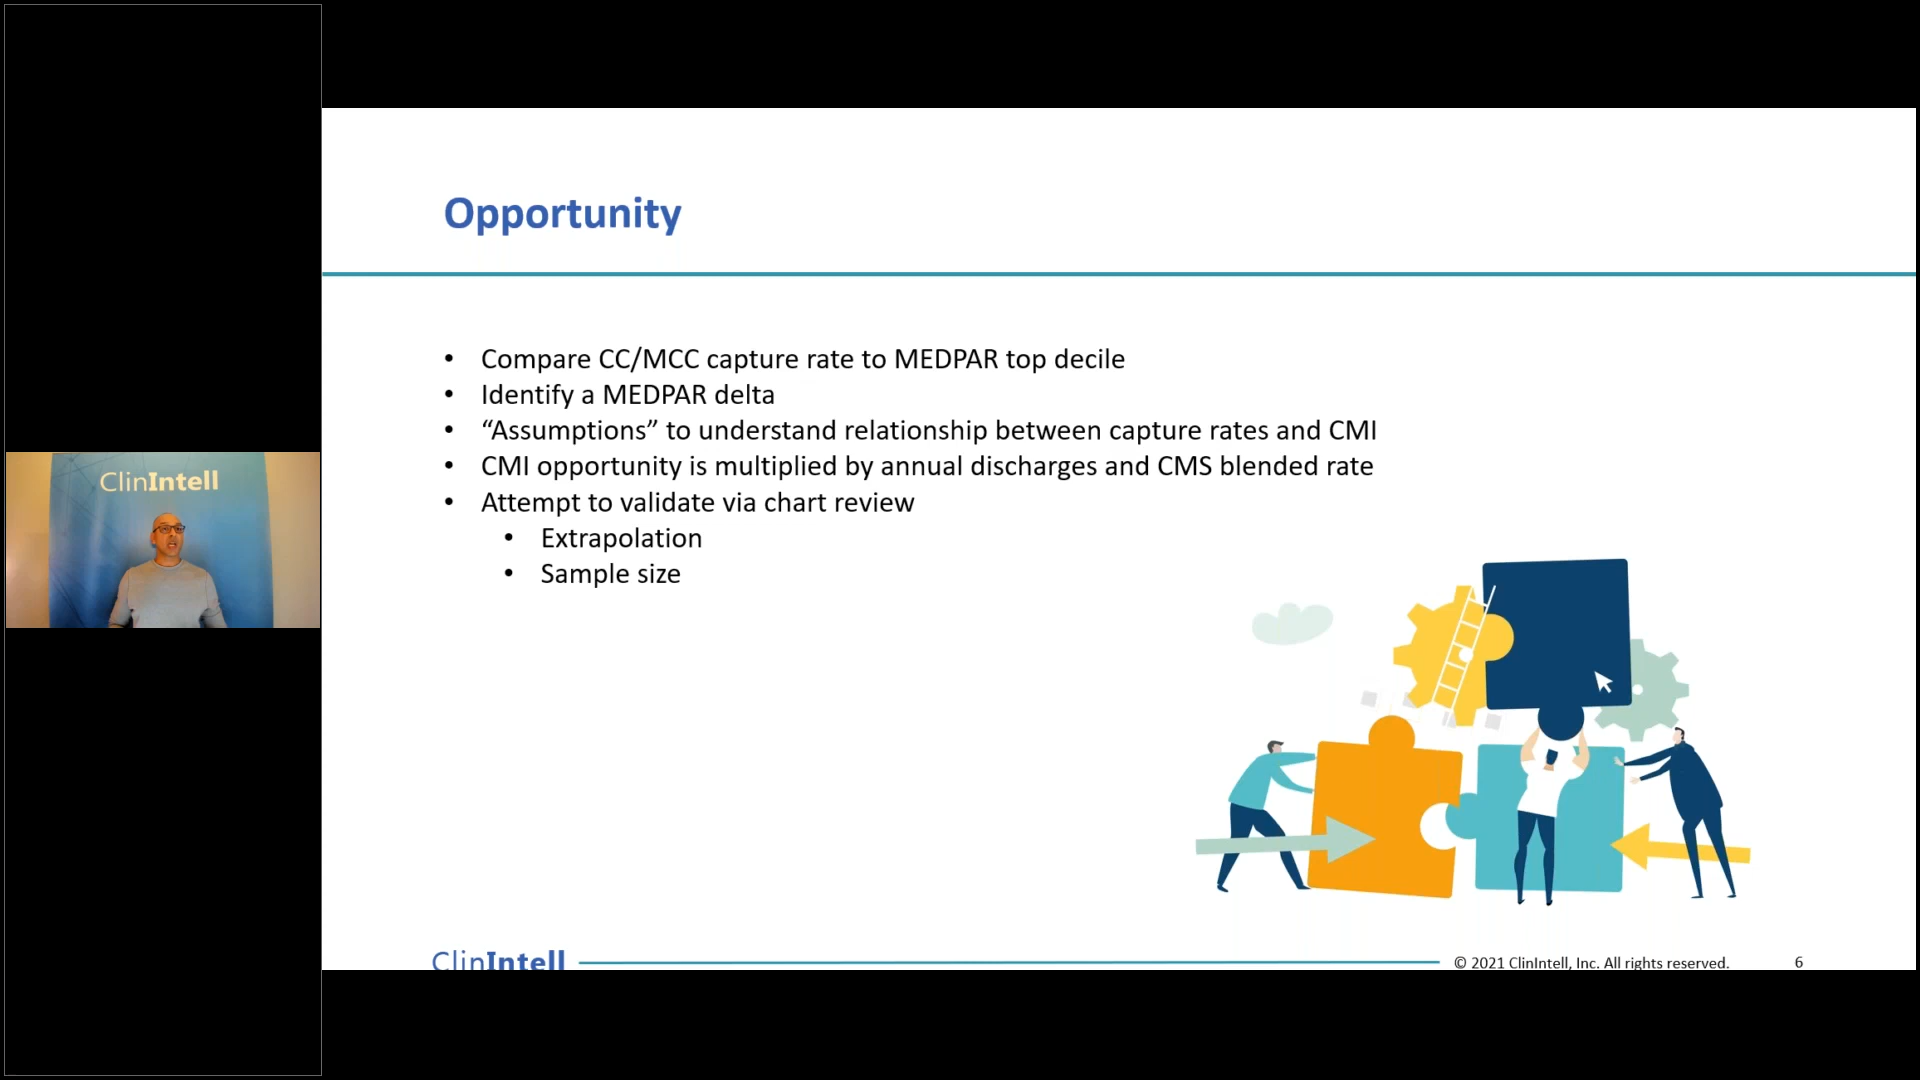 ClinIntell
Opportunity
• Compare CC/MCC capture rate to MEDPAR top decile
• Identify a MEDPAR delta
• “Assumptions” to understand relationship between capture rates and CMI
• CMI opportunity is multiplied by annual discharges and CMS blended rate
• Attempt to validate via chart review
• Extrapolation
• Sample size
ClinIntell
© 2021 ClinIntell, Inc. All rights reserved.
6